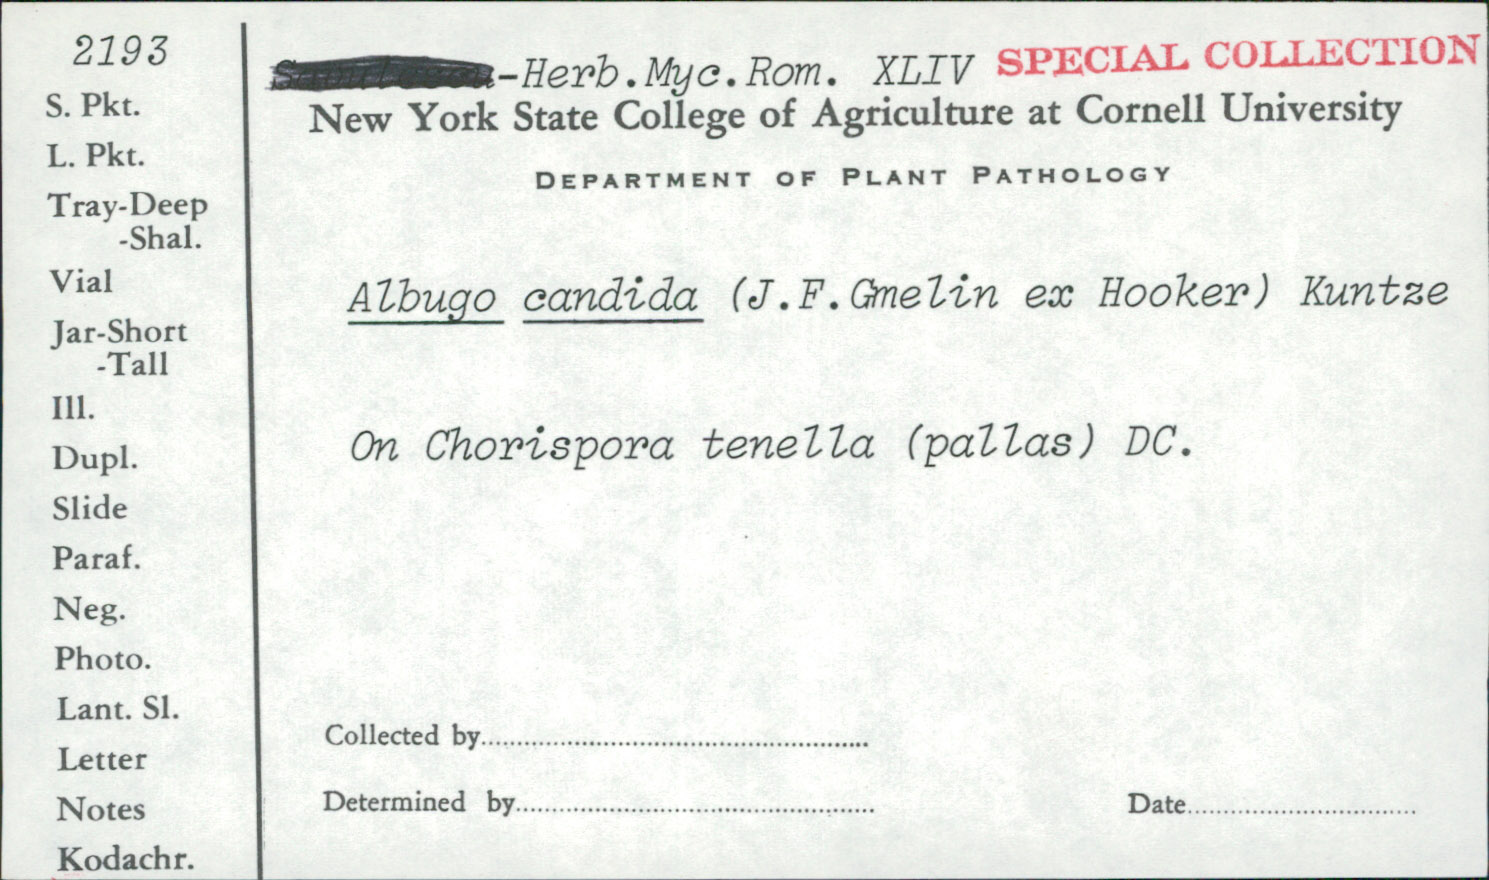 2193
S. Pkt.
L. Pkt.
Tray-Deep
-Shal.
Vial
Jar-Short
-Tall
Ill.
Dupl.
Slide
Paraf.
Neg.
Photo.
Lant. Sl.
Letter
Notes
Kodachr.
-Herb.Myc.Rom. XLIV SPECIAL COLLECTION
New York State College of Agriculture at Cornell University
DEPARTMENT OF PLANT PATHOLOGY
Albugo candida (J.F.Gmelin ex Hooker) Kuntze
On Chorispora tenella (pallas) DC.
Collected by
Determined by
Date